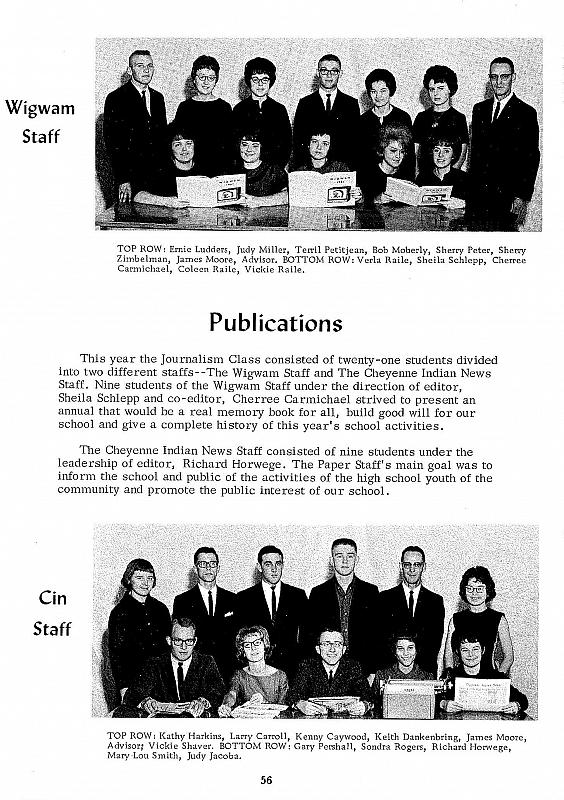 Wigwam
Staff
TOP ROW: Ernie Ludders, Judy Miller, Terril Petitjean, Bob Moberly, Sherry Peter, Sherry
Zimbelman, James Moore, Advisor. BOTTOM ROW: Verla Raile, Sheila Schlepp, Cherree
Carmichael, Coleen Raile, Vickie Raile.
Publications
This year the Journalism Class consisted of twenty-one students divided
into two different staffs--The Wigwam Staff and The Cheyenne Indian News
Staff. Nine students of the Wigwam Staff under the direction of editor,
Sheila Schlepp and co-editor, Cherree Carmichael strived to present an
annual that would be a real memory book for all, build good will for our
school and give a complete history of this year's school activities.
The Cheyenne Indian News Staff consisted of nine students under the
leadership of editor, Richard Horwege. The Paper Staff's main goal was to
inform the school and public of the activities of the high school youth of the
community and promote the public interest of our school.
Cin
Staff
TOP ROW: Kathy Harkins, Larry Carroll, Kenny Caywood, Keith Dankenbring, James Moore,
Advisor; Vickie Shaver. BOTTOM ROW: Gary Pershall, Sondra Rogers, Richard Horwege,
Mary Lou Smith, Judy Jacoba.
56